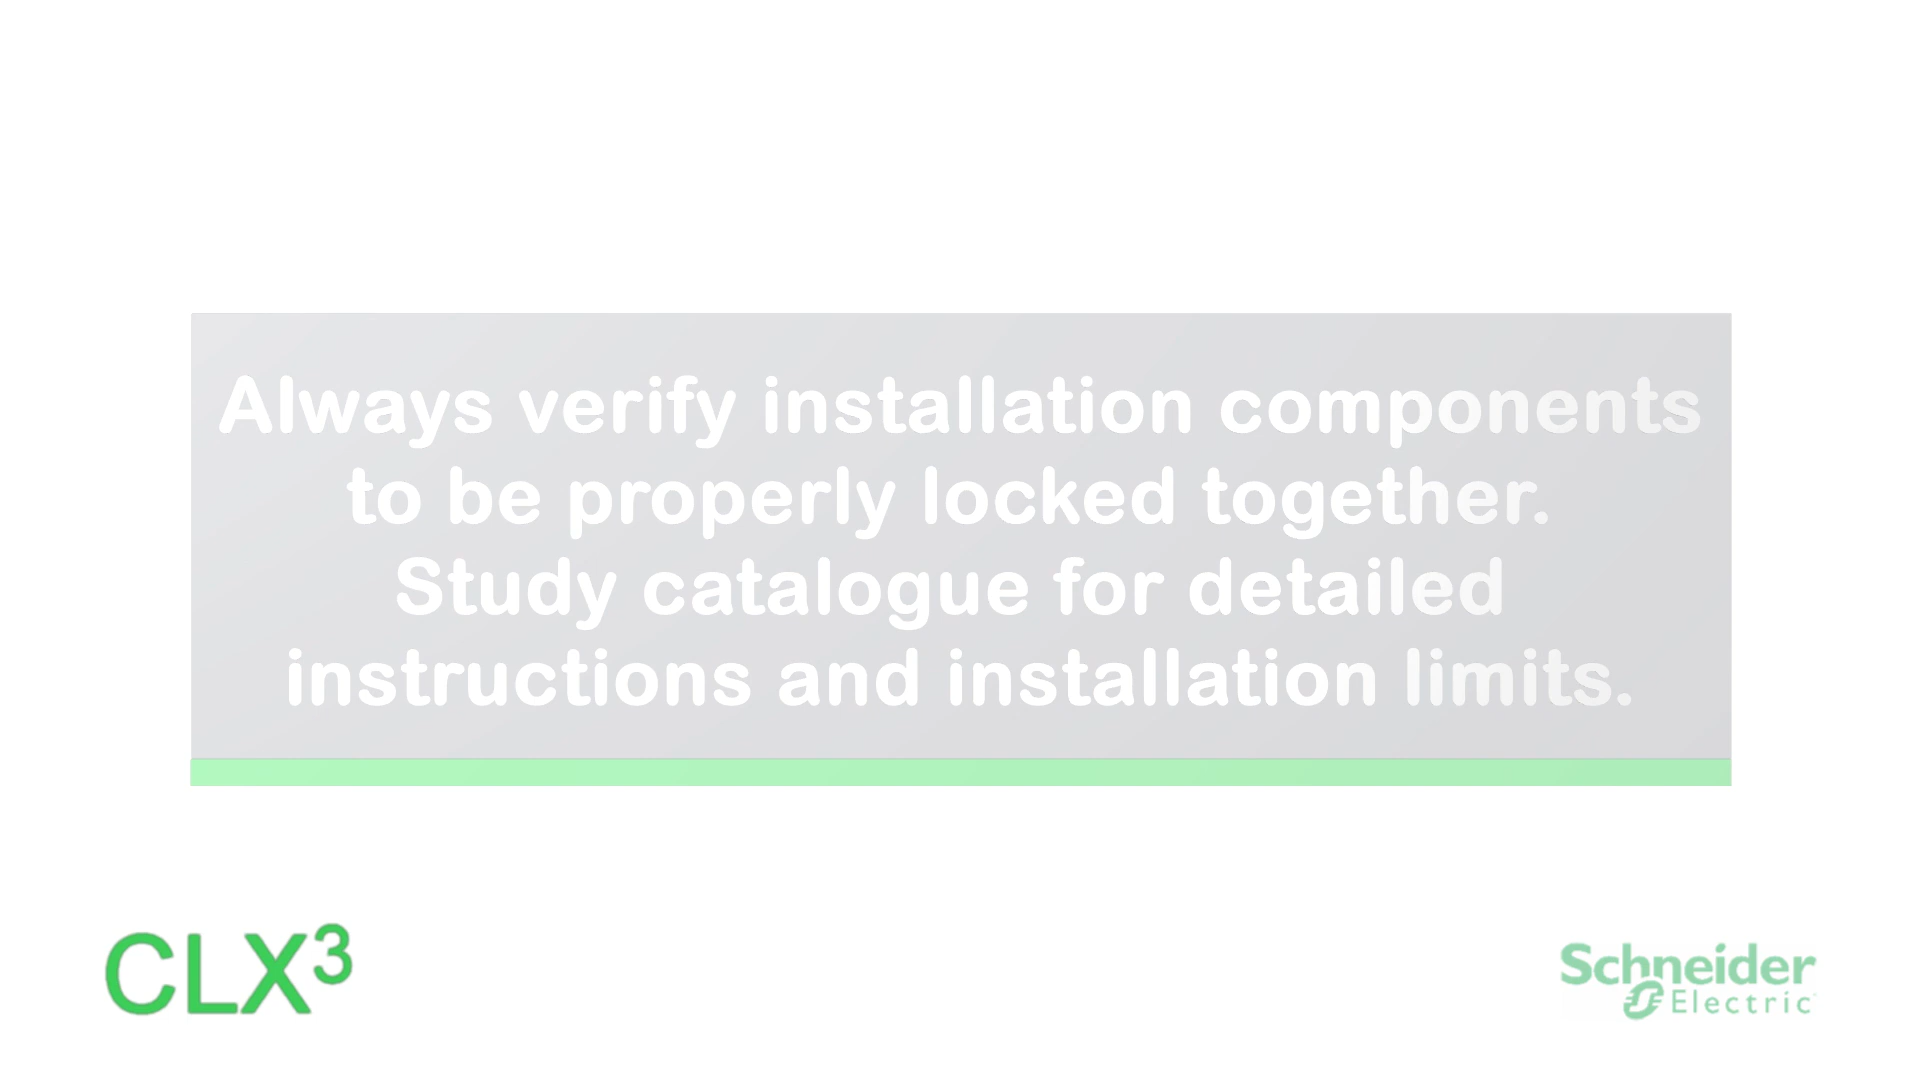 Always verify installation components
to be properly locked together.
Study catalogue for detailed
instructions and installation limits.
CLX³
Schneider
Electric